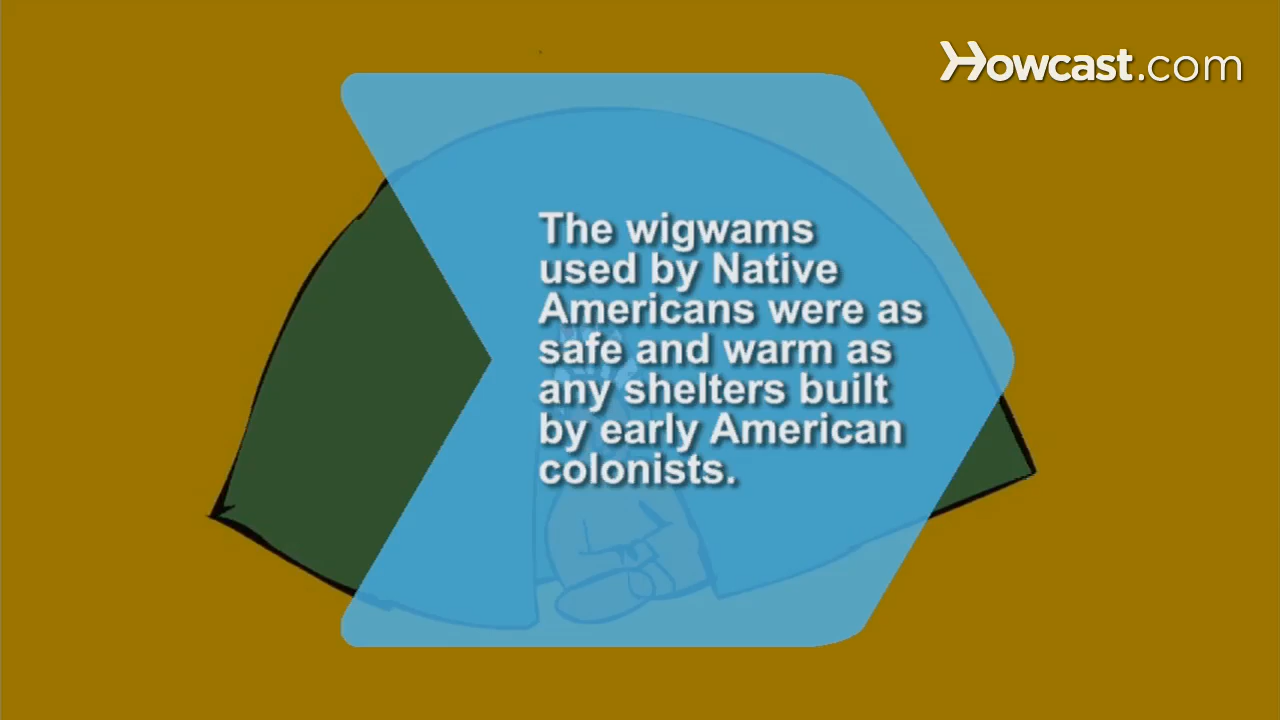 Howcast.com
The wigwams
used by Native
Americans were as
safe and warm as
any shelters built
by early American
colonists.